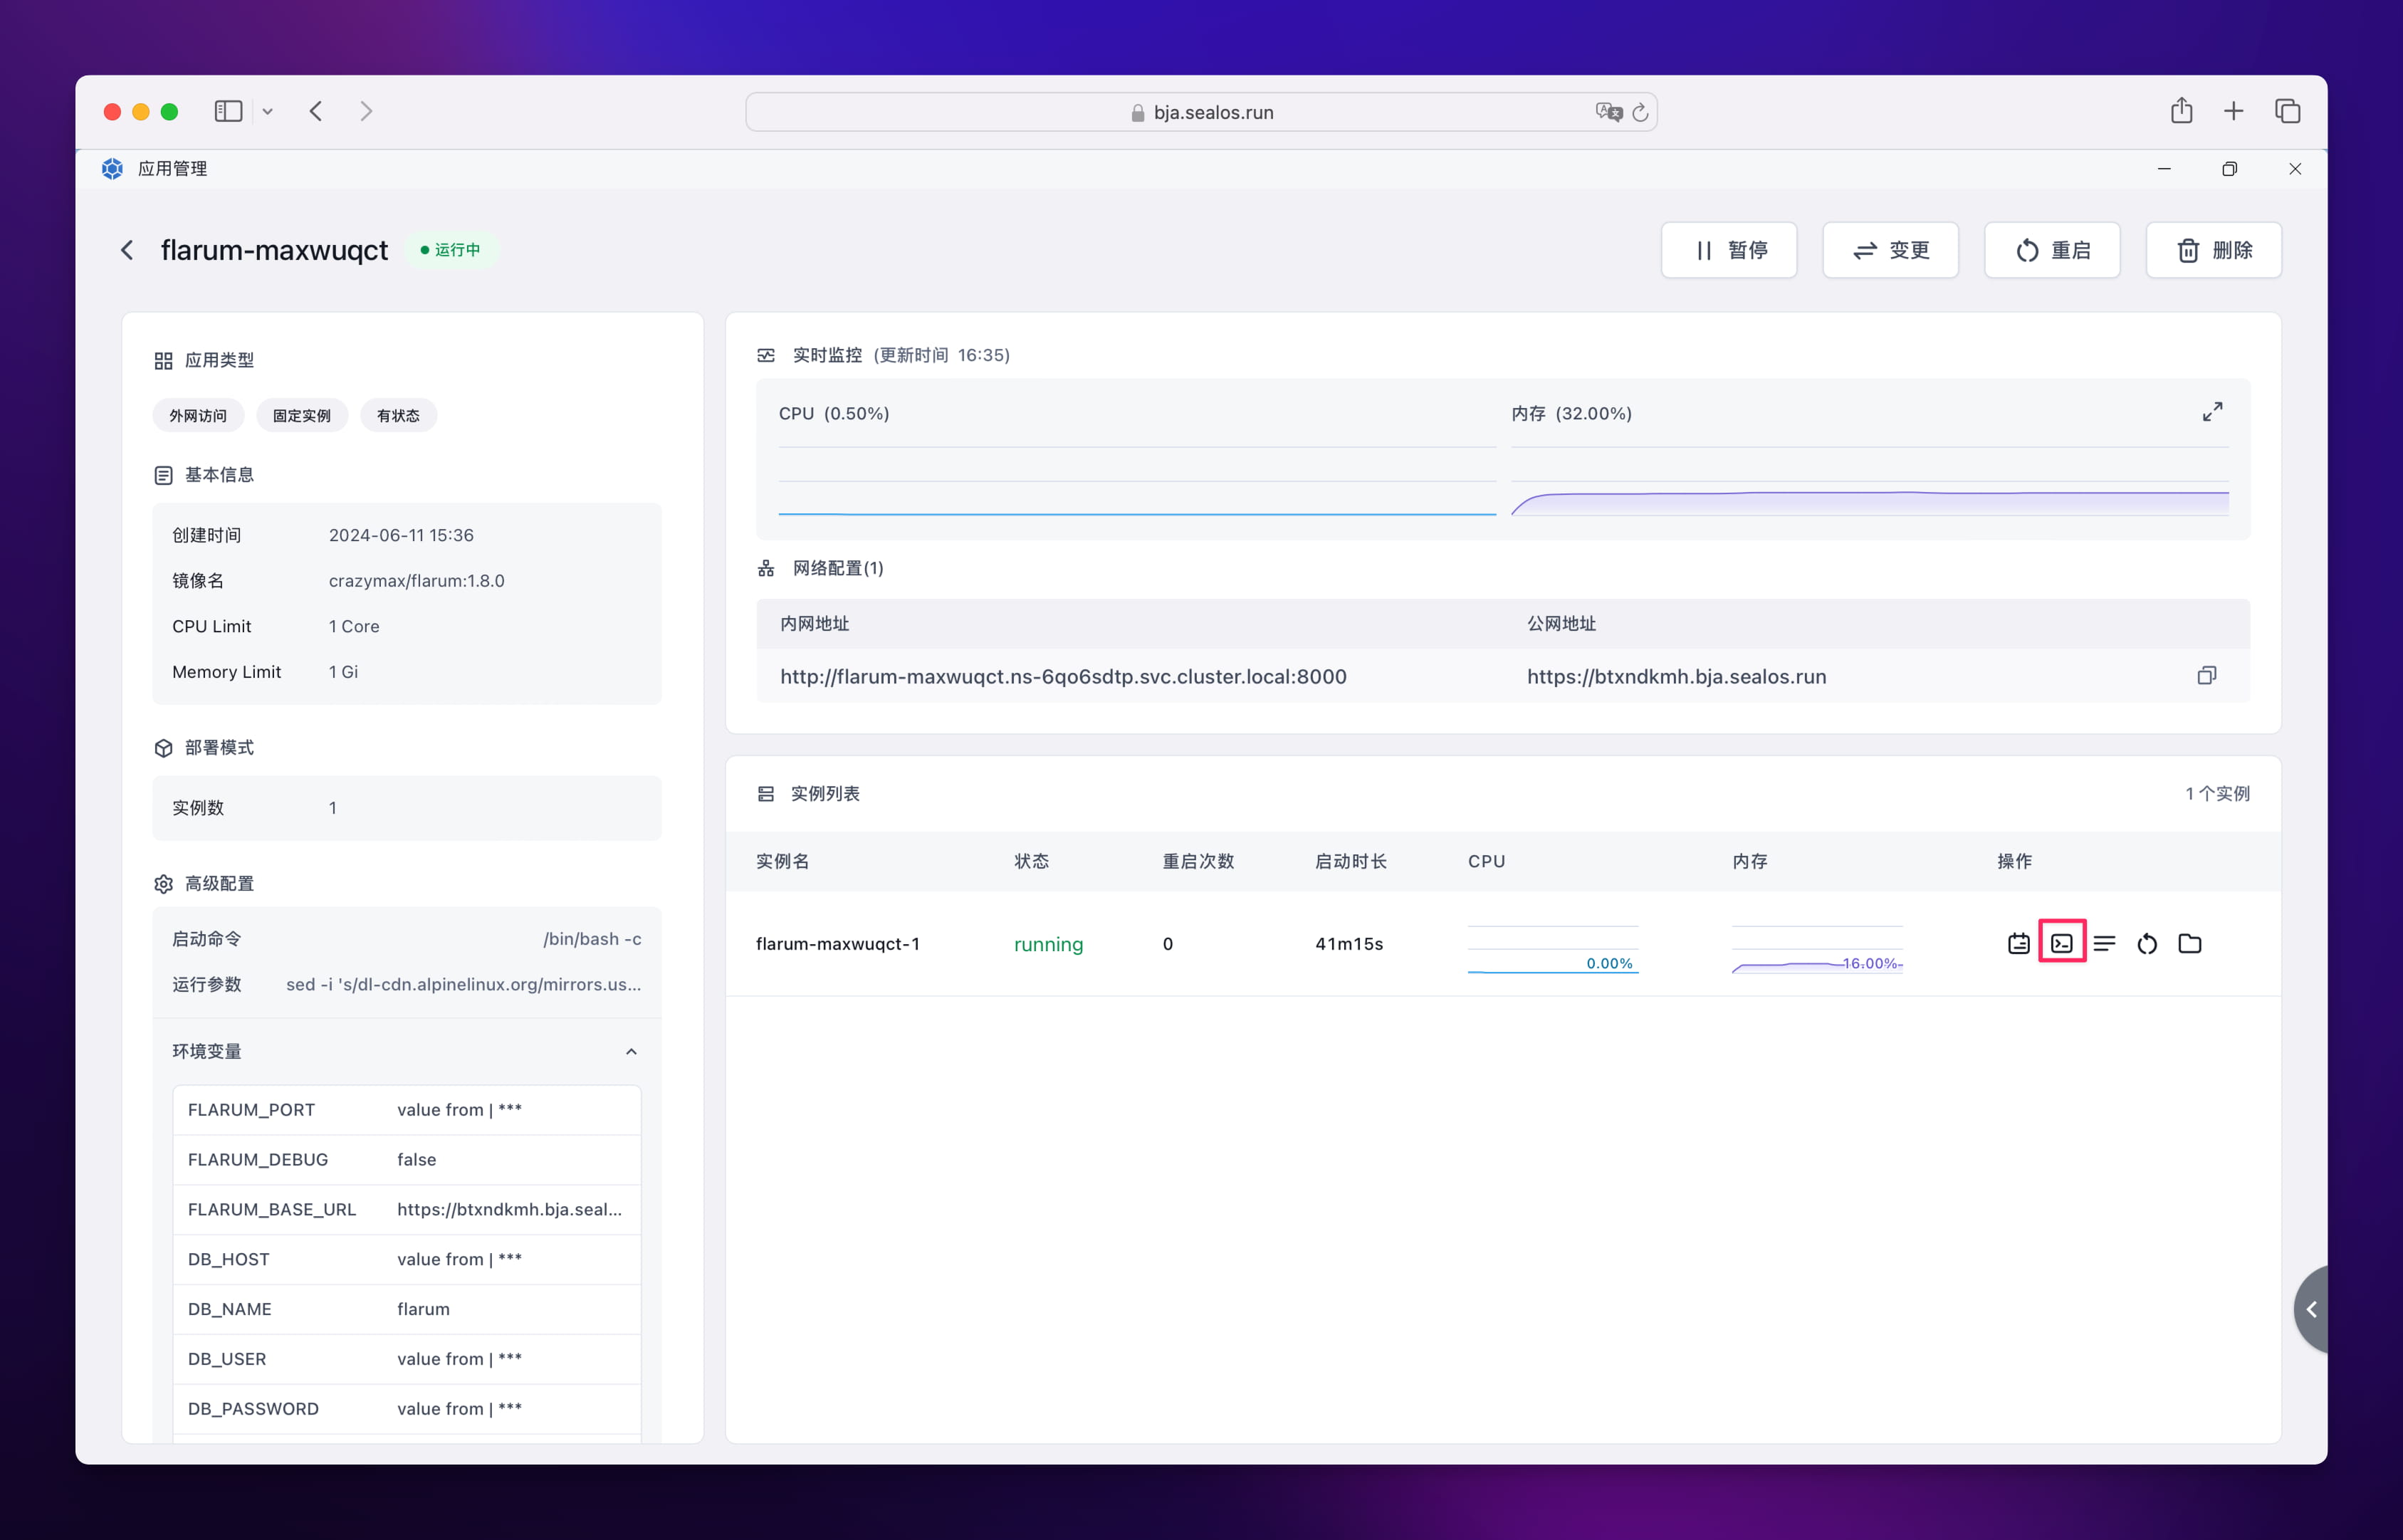 bja.sealos.run
应用管理
flarum-maxwuqct
运行中
暂停
变更
重启
删除
应用类型
外网访问
固定实例
有状态
基本信息
创建时间 2024-06-11 15:36
镜像名 crazymax/flarum:1.8.0
CPU Limit 1 Core
Memory Limit 1 Gi
部署模式
实例数 1
高级配置
启动命令 /bin/bash -c
运行参数 sed -i 's/dl-cdn.alpinelinux.org/mirrors.us...
环境变量
FLARUM_PORT value from | ***
FLARUM_DEBUG false
FLARUM_BASE_URL https://btxndkmh.bja.seal...
DB_HOST value from | ***
DB_NAME flarum
DB_USER value from | ***
DB_PASSWORD value from | ***
实时监控 (更新时间 16:35)
CPU (0.50%)
内存 (32.00%)
网络配置(1)
内网地址 公网地址
http://flarum-maxwuqct.ns-6qo6sdtp.svc.cluster.local:8000 https://btxndkmh.bja.sealos.run
实例列表
1 个实例
实例名 状态 重启次数 启动时长 CPU 内存 操作
flarum-maxwuqct-1 running 0 41m15s 0.00% 16.00%